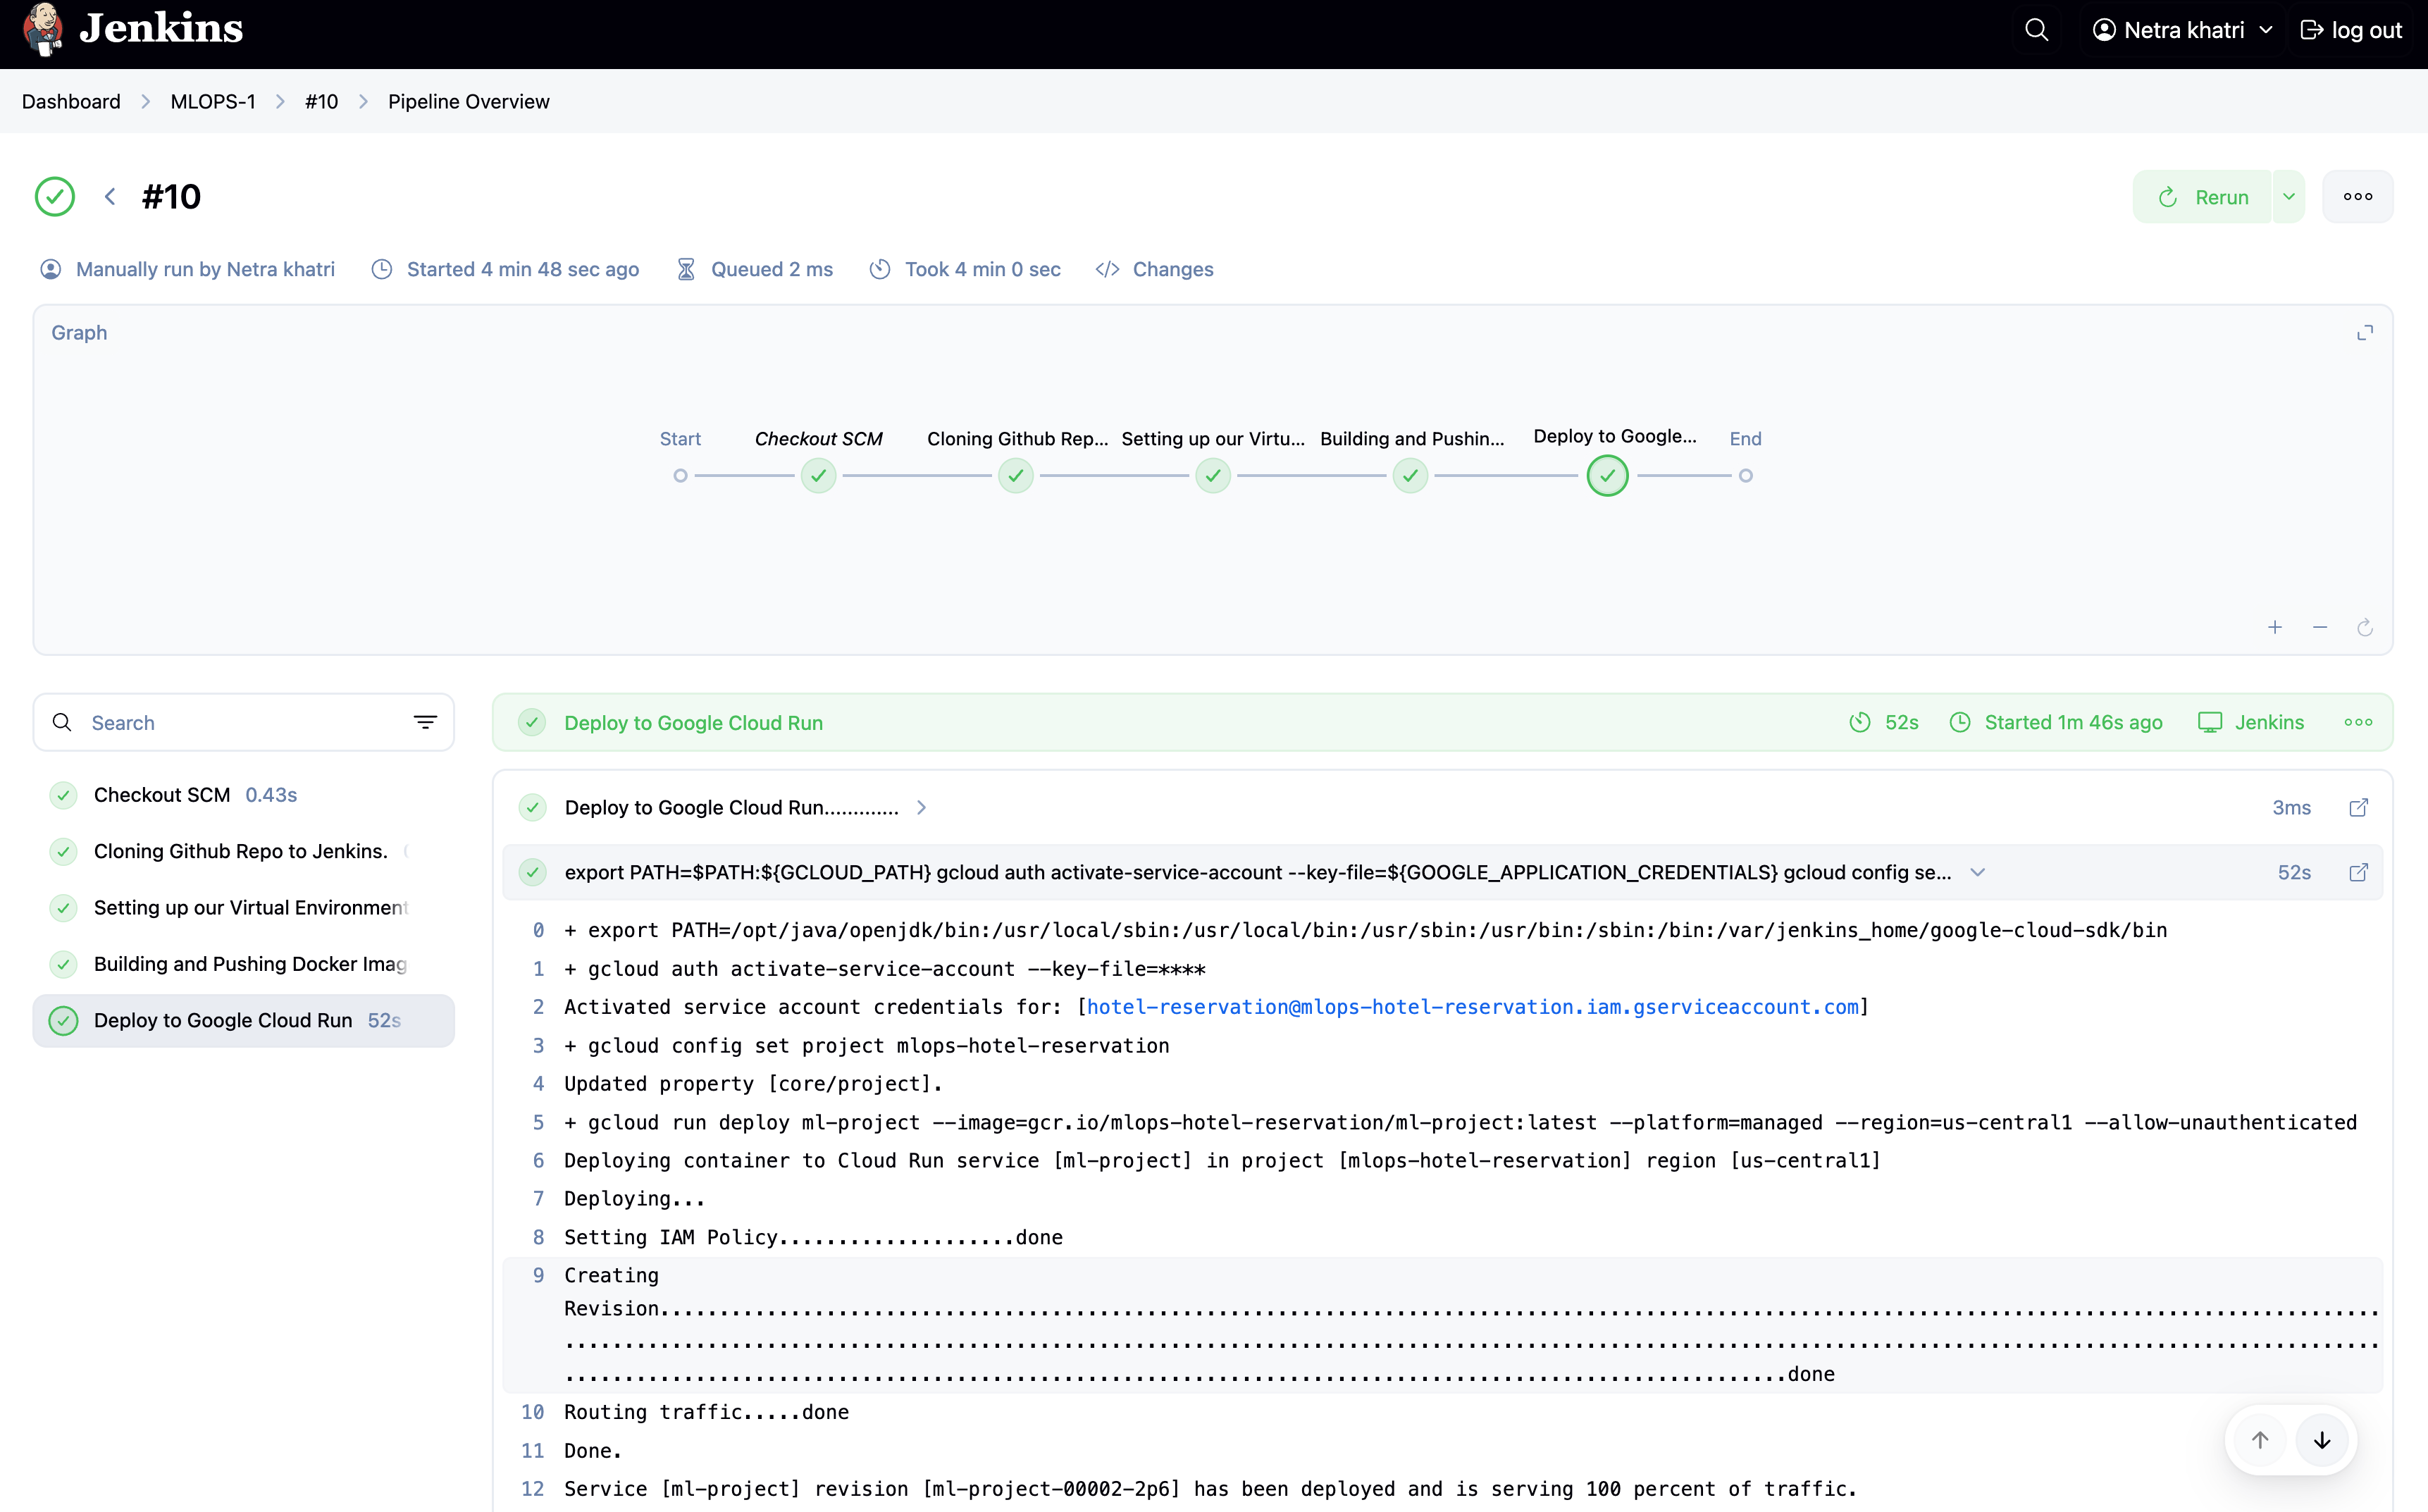 Jenkins
Netra khatri
log out
Dashboard > MLOPS-1 > #10 > Pipeline Overview
#10
Rerun
Manually run by Netra khatri
Started 4 min 48 sec ago
Queued 2 ms
Took 4 min 0 sec
Changes
Graph
Start
Checkout SCM
Cloning Github Rep...
Setting up our Virtu...
Building and Pushin...
Deploy to Google...
End
Search
Checkout SCM 0.43s
Cloning Github Repo to Jenkins.
Setting up our Virtual Environment
Building and Pushing Docker Imag
Deploy to Google Cloud Run 52s
Deploy to Google Cloud Run
52s
Started 1m 46s ago
Jenkins
Deploy to Google Cloud Run.............
3ms
export PATH=$PATH:${GCLOUD_PATH} gcloud auth activate-service-account --key-file=${GOOGLE_APPLICATION_CREDENTIALS} gcloud config se...
52s
0 + export PATH=/opt/java/openjdk/bin:/usr/local/sbin:/usr/local/bin:/usr/sbin:/usr/bin:/sbin:/bin:/var/jenkins_home/google-cloud-sdk/bin
1 + gcloud auth activate-service-account --key-file=****
2 Activated service account credentials for: [hotel-reservation@mlops-hotel-reservation.iam.gserviceaccount.com]
3 + gcloud config set project mlops-hotel-reservation
4 Updated property [core/project].
5 + gcloud run deploy ml-project --image=gcr.io/mlops-hotel-reservation/ml-project:latest --platform=managed --region=us-central1 --allow-unauthenticated
6 Deploying container to Cloud Run service [ml-project] in project [mlops-hotel-reservation] region [us-central1]
7 Deploying...
8 Setting IAM Policy....................done
9 Creating
Revision.................................................................................................................................................
.........................................................................................................................................................
.......................................................................................................done
10 Routing traffic.....done
11 Done.
12 Service [ml-project] revision [ml-project-00002-2p6] has been deployed and is serving 100 percent of traffic.